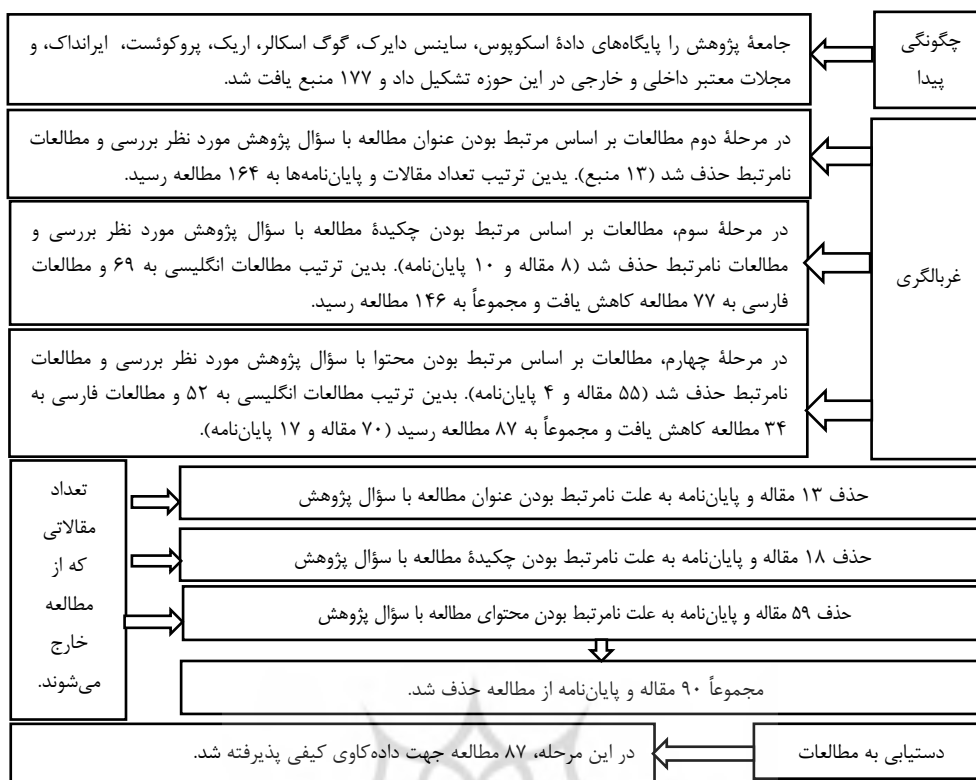 چگونگی
پیدا
جامعهٔ پژوهش را پایگاه‌های دادهٔ اسکوپوس، ساینس دایرک، گوگ اسکالر، اریک، پروکوئست، ایرانداک، و
مجلات معتبر داخلی و خارجی در این حوزه تشکیل داد و ۱۷۷ منبع یافت شد.
غربالگری
در مرحلهٔ دوم مطالعات بر اساس مرتبط بودن عنوان مطالعه با سؤال پژوهش مورد نظر بررسی و مطالعات
نامرتبط حذف شد (۱۳ منبع). یدین ترتیب تعداد مقالات و پایان‌نامه‌ها به ۱۶۴ مطالعه رسید.
در مرحلهٔ سوم، مطالعات بر اساس مرتبط بودن چکیدهٔ مطالعه با سؤال پژوهش مورد نظر بررسی و
مطالعات نامرتبط حذف شد (۸ مقاله و ۱۰ پایان‌نامه). بدین ترتیب مطالعات انگلیسی به ۶۹ و مطالعات
فارسی به ۷۷ مطالعه کاهش یافت و مجموعاً به ۱۴۶ مطالعه رسید.
در مرحلهٔ چهارم، مطالعات بر اساس مرتبط بودن محتوا با سؤال پژوهش مورد نظر بررسی و مطالعات
نامرتبط حذف شد (۵۵ مقاله و ۴ پایان‌نامه). بدین ترتیب مطالعات انگلیسی به ۵۲ و مطالعات فارسی به
۳۴ مطالعه کاهش یافت و مجموعاً به ۸۷ مطالعه رسید (۷۰ مقاله و ۱۷ پایان‌نامه).
تعداد
مقالاتی
که از
مطالعه
خارج
می‌شوند.
حذف ۱۳ مقاله و پایان‌نامه به علت نامرتبط بودن عنوان مطالعه با سؤال پژوهش
حذف ۱۸ مقاله و پایان‌نامه به علت نامرتبط بودن چکیدهٔ مطالعه با سؤال پژوهش
حذف ۵۹ مقاله و پایان‌نامه به علت نامرتبط بودن محتوای مطالعه با سؤال پژوهش
مجموعاً ۹۰ مقاله و پایان‌نامه از مطالعه حذف شد.
دستیابی به مطالعات
در این مرحله، ۸۷ مطالعه جهت داده‌کاوی کیفی پذیرفته شد.